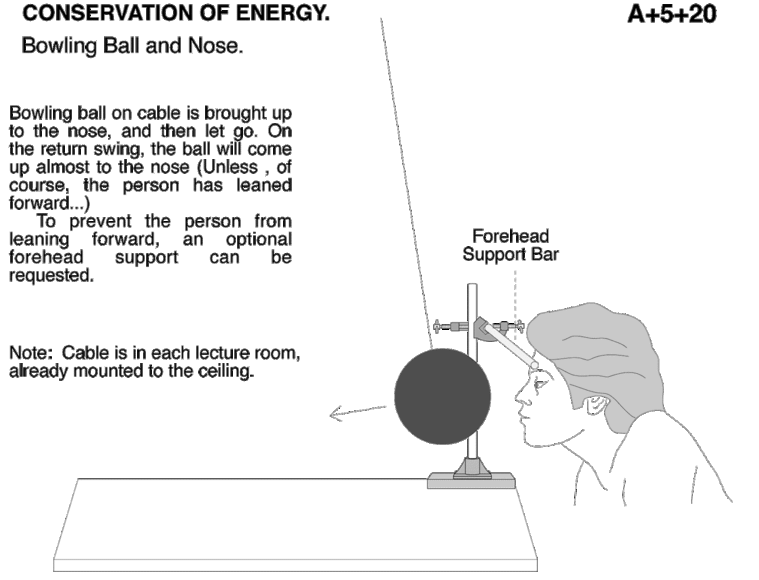 CONSERVATION OF ENERGY.
A+5+20
Bowling Ball and Nose.
Bowling ball on cable is brought up
to the nose, and then let go. On
the return swing, the ball will come
up almost to the nose (Unless , of
course, the person has leaned
forward...)
To prevent the person from
leaning forward, an optional
forehead support can be
requested.
Forehead
Support Bar
Note: Cable is in each lecture room,
already mounted to the ceiling.